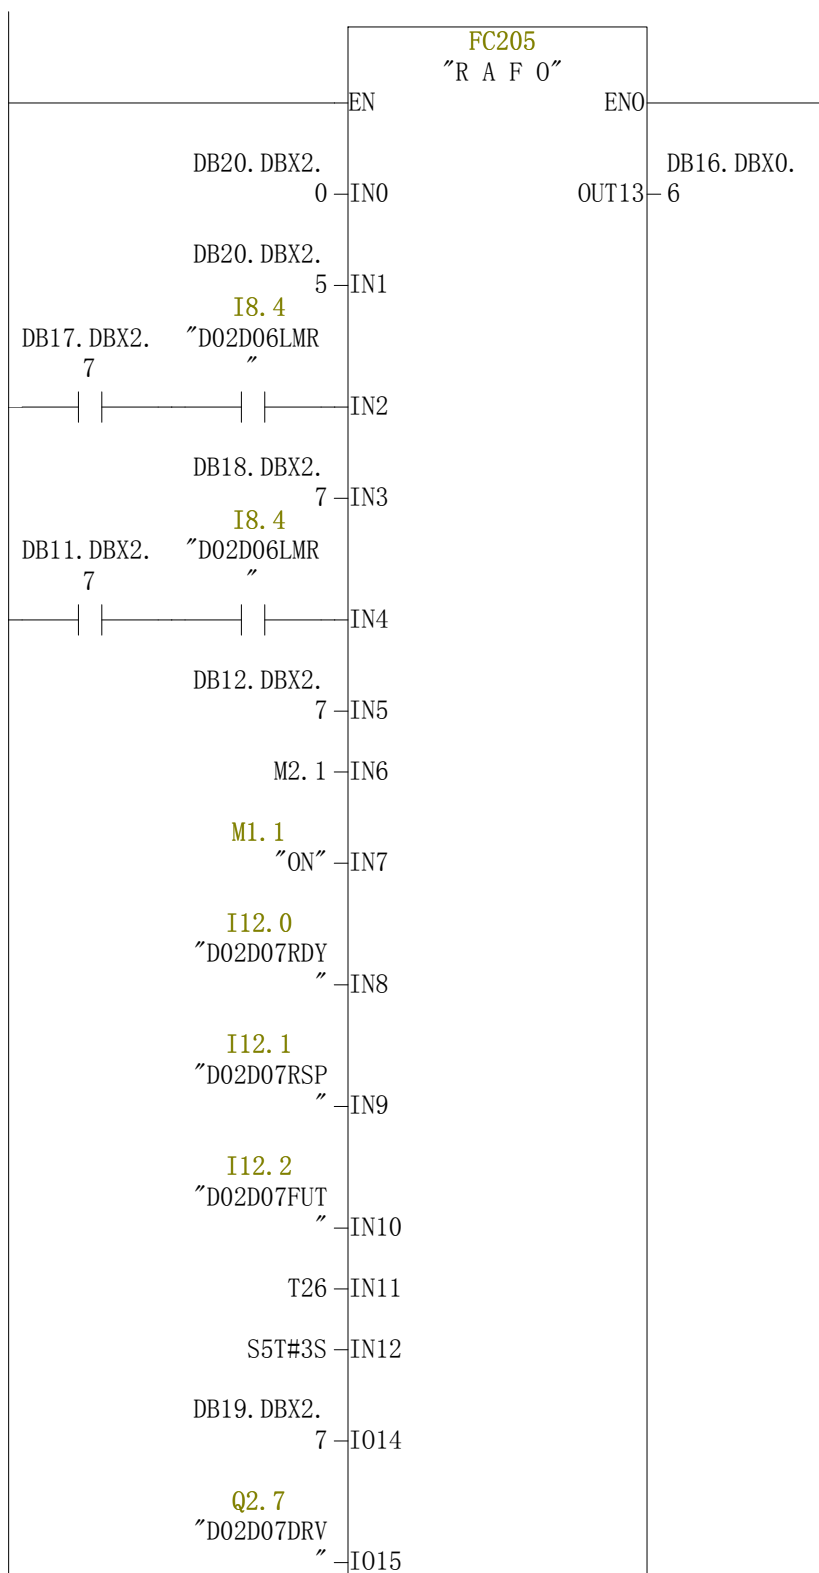 FC205
"R A F O"
EN
ENO
DB20.DBX2.
0
IN0
OUT13
DB16.DBX0.
6
DB20.DBX2.
5
IN1
I8.4
DB17.DBX2.
"D02D06LMR
7
"
IN2
DB18.DBX2.
7
IN3
I8.4
DB11.DBX2.
"D02D06LMR
7
"
IN4
DB12.DBX2.
7
IN5
M2.1
IN6
M1.1
"ON"
IN7
I12.0
"D02D07RDY
"
IN8
I12.1
"D02D07RSP
"
IN9
I12.2
"D02D07FUT
"
IN10
T26
IN11
S5T#3S
IN12
DB19.DBX2.
7
IO14
Q2.7
"D02D07DRV
"
IO15